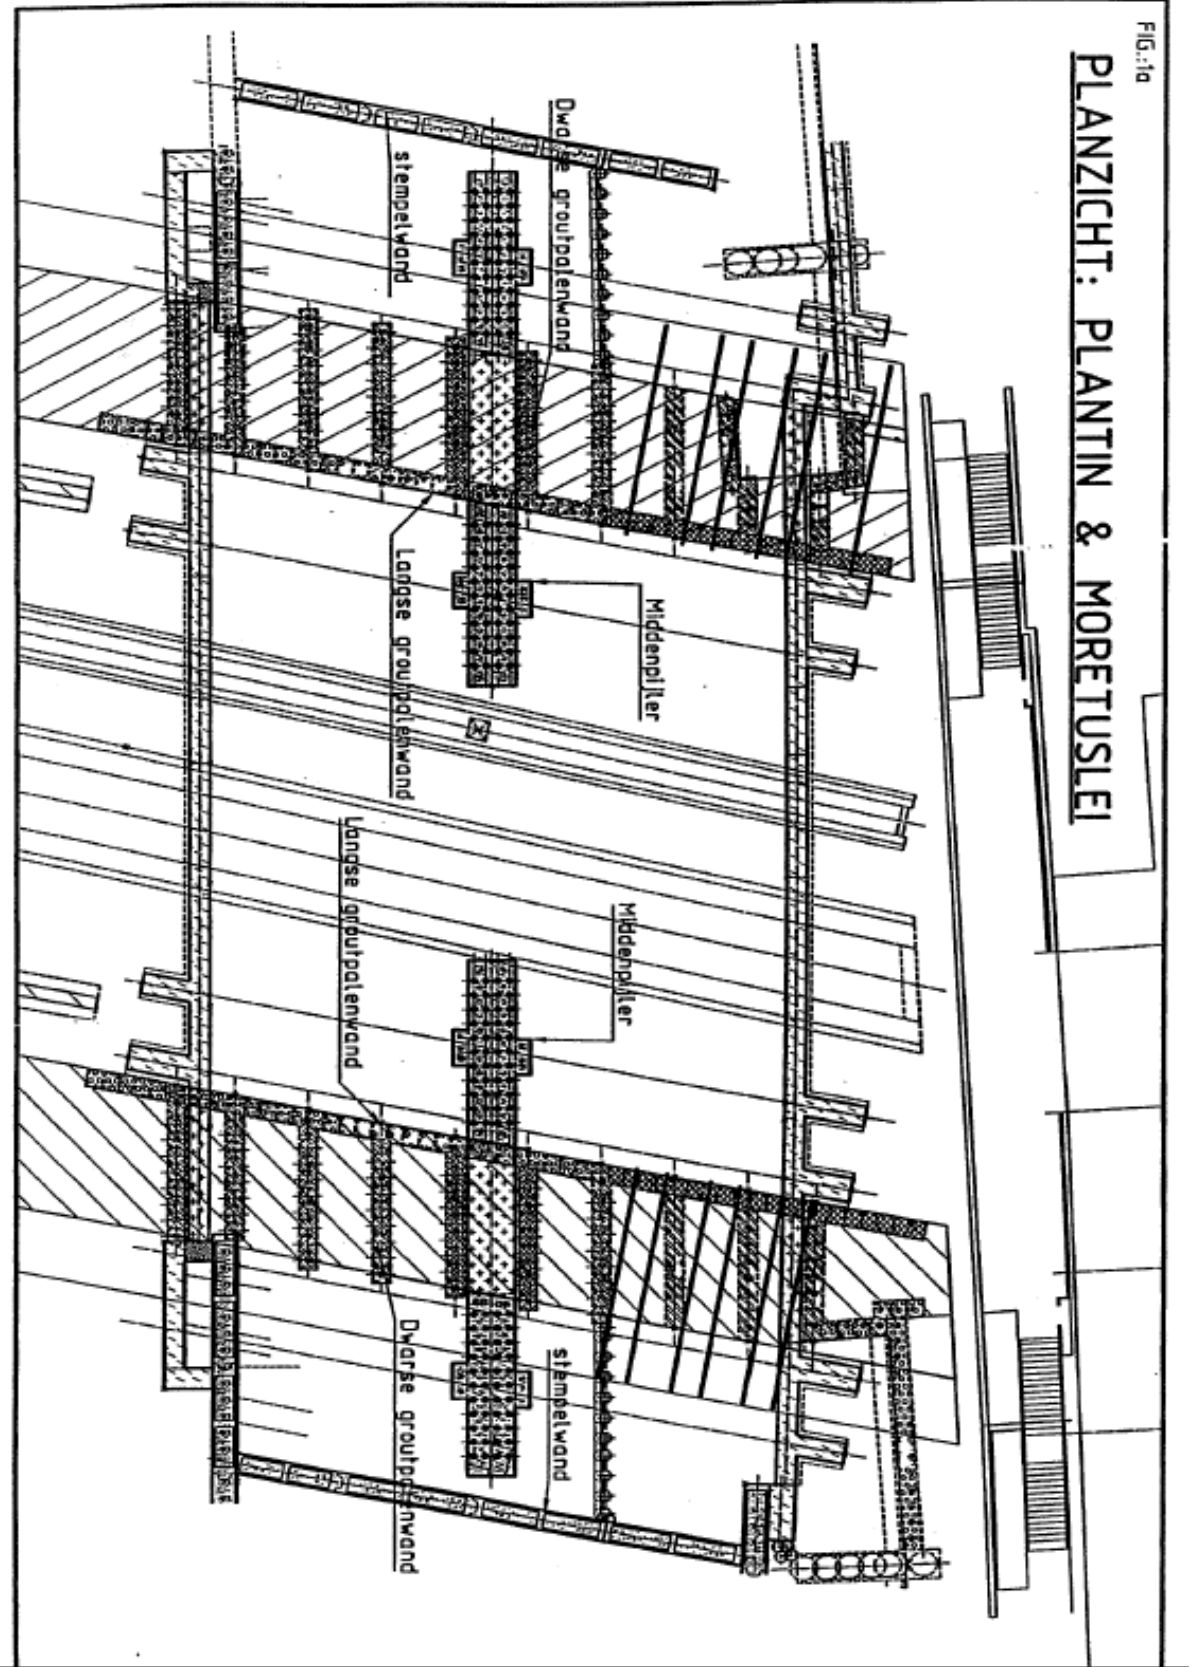 FIG.:1a
PLANZICHT: PLANTIN & MORETUSLEI
Dwarse groutpalenwand
stempelwand
Middenpijler
Langse groutpalenwand
Middenpijler
Langse groutpalenwand
stempelwand
Dwarse groutpalenwand